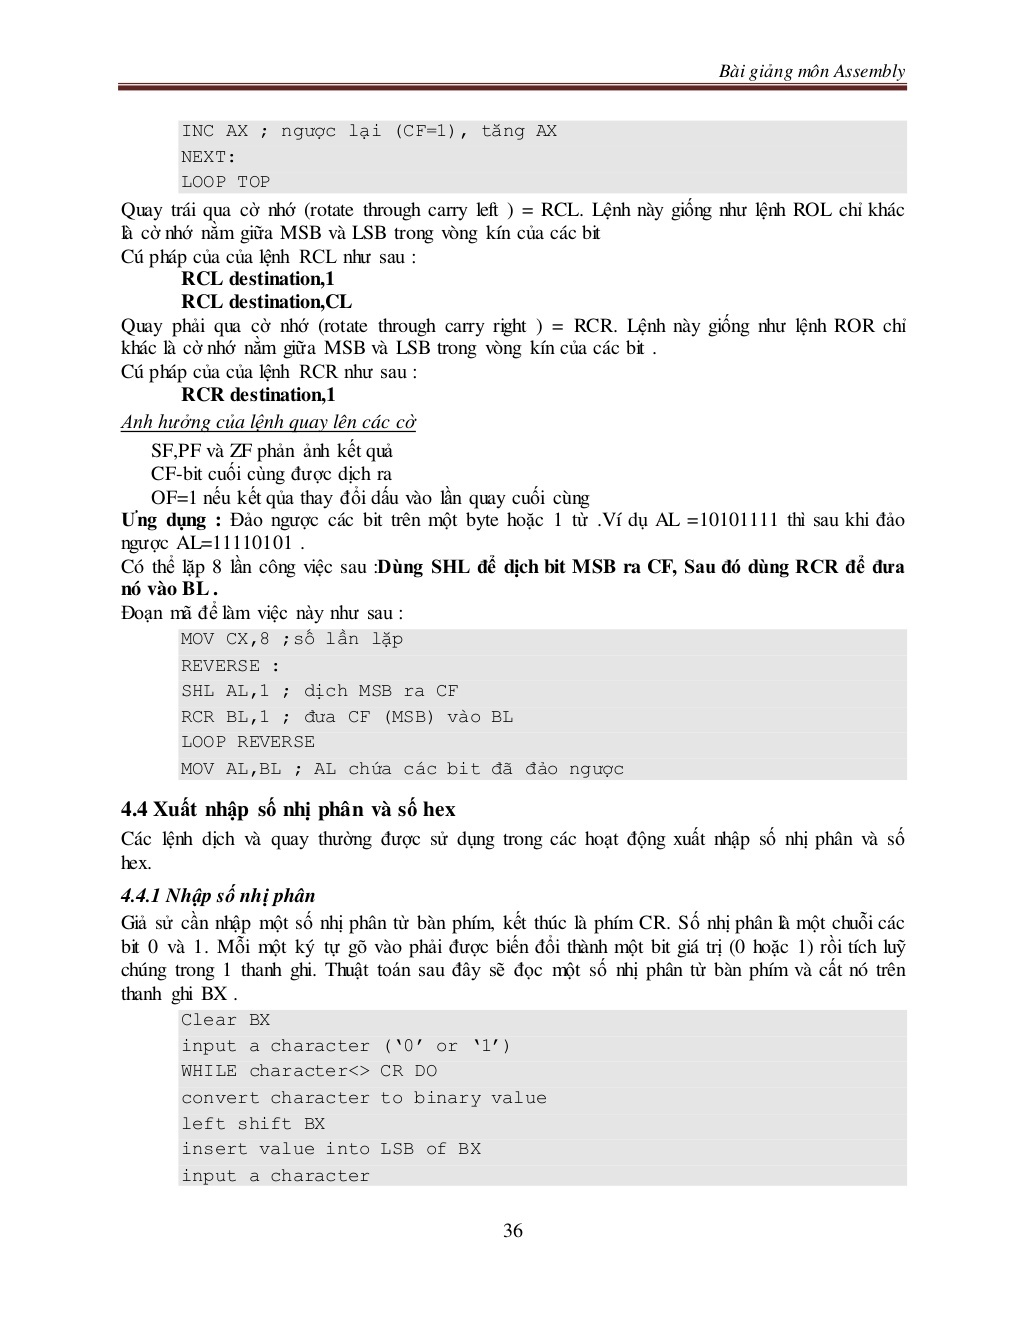 Bài giảng môn Assembly
INC AX ; ngược lại (CF=1), tăng AX
NEXT:
LOOP TOP
Quay trái qua cờ nhớ (rotate through carry left ) = RCL. Lệnh này giống như lệnh ROL chỉ khác
là cờ nhớ nằm giữa MSB và LSB trong vòng kín của các bit
Cú pháp của của lệnh RCL như sau :
RCL destination,1
RCL destination,CL
Quay phải qua cờ nhớ (rotate through carry right ) = RCR. Lệnh này giống như lệnh ROR chỉ
khác là cờ nhớ nằm giữa MSB và LSB trong vòng kín của các bit .
Cú pháp của của lệnh RCR như sau :
RCR destination,1
Anh hưởng của lệnh quay lên các cờ
SF,PF và ZF phản ảnh kết quả
CF-bit cuối cùng được dịch ra
OF=1 nếu kết qủa thay đổi dấu vào lần quay cuối cùng
Ưng dụng : Đảo ngược các bit trên một byte hoặc 1 từ .Ví dụ AL =10101111 thì sau khi đảo
ngược AL=11110101 .
Có thể lặp 8 lần công việc sau :Dùng SHL để dịch bit MSB ra CF, Sau đó dùng RCR để đưa
nó vào BL .
Đoạn mã để làm việc này như sau :
MOV CX,8 ;số lần lặp
REVERSE :
SHL AL,1 ; dịch MSB ra CF
RCR BL,1 ; đưa CF (MSB) vào BL
LOOP REVERSE
MOV AL,BL ; AL chứa các bit đã đảo ngược
4.4 Xuất nhập số nhị phân và số hex
Các lệnh dịch và quay thường được sử dụng trong các hoạt động xuất nhập số nhị phân và số
hex.
4.4.1 Nhập số nhị phân
Giả sử cần nhập một số nhị phân từ bàn phím, kết thúc là phím CR. Số nhị phân là một chuỗi các
bit 0 và 1. Mỗi một ký tự gõ vào phải được biến đổi thành một bit giá trị (0 hoặc 1) rồi tích luỹ
chúng trong 1 thanh ghi. Thuật toán sau đây sẽ đọc một số nhị phân từ bàn phím và cất nó trên
thanh ghi BX .
Clear BX
input a character (‘0’ or ‘1’)
WHILE character<> CR DO
convert character to binary value
left shift BX
insert value into LSB of BX
input a character
36